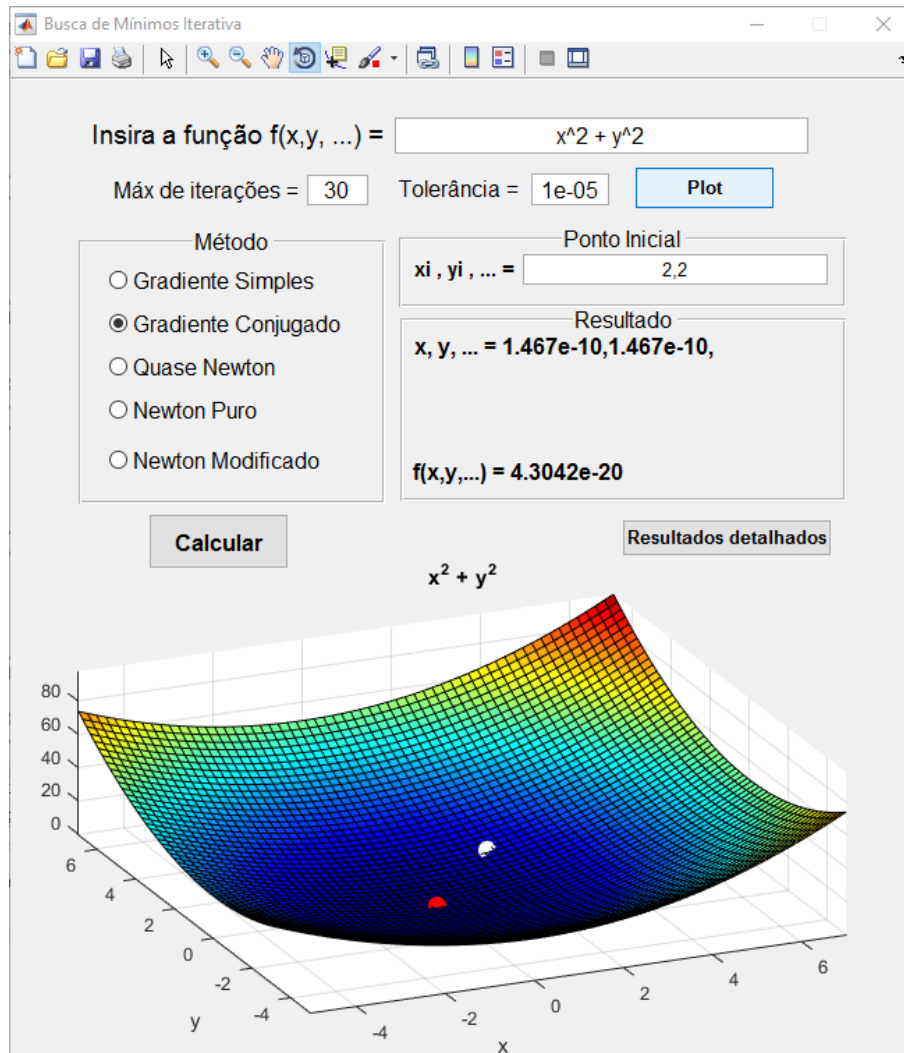 Busca de Mínimos Iterativa
Insira a função f(x,y, ...) = x^2 + y^2
Máx de iterações = 30 Tolerância = 1e-05 Plot
Método
Gradiente Simples
Gradiente Conjugado
Quase Newton
Newton Puro
Newton Modificado
Ponto Inicial
xi , yi , ... = 2,2
Resultado
x, y, ... = 1.467e-10,1.467e-10,
f(x,y,...) = 4.3042e-20
Calcular
Resultados detalhados
x² + y²
80
60
40
20
0
6
4
2
0
-2
-4
y
-4
-2
0
2
4
6
x